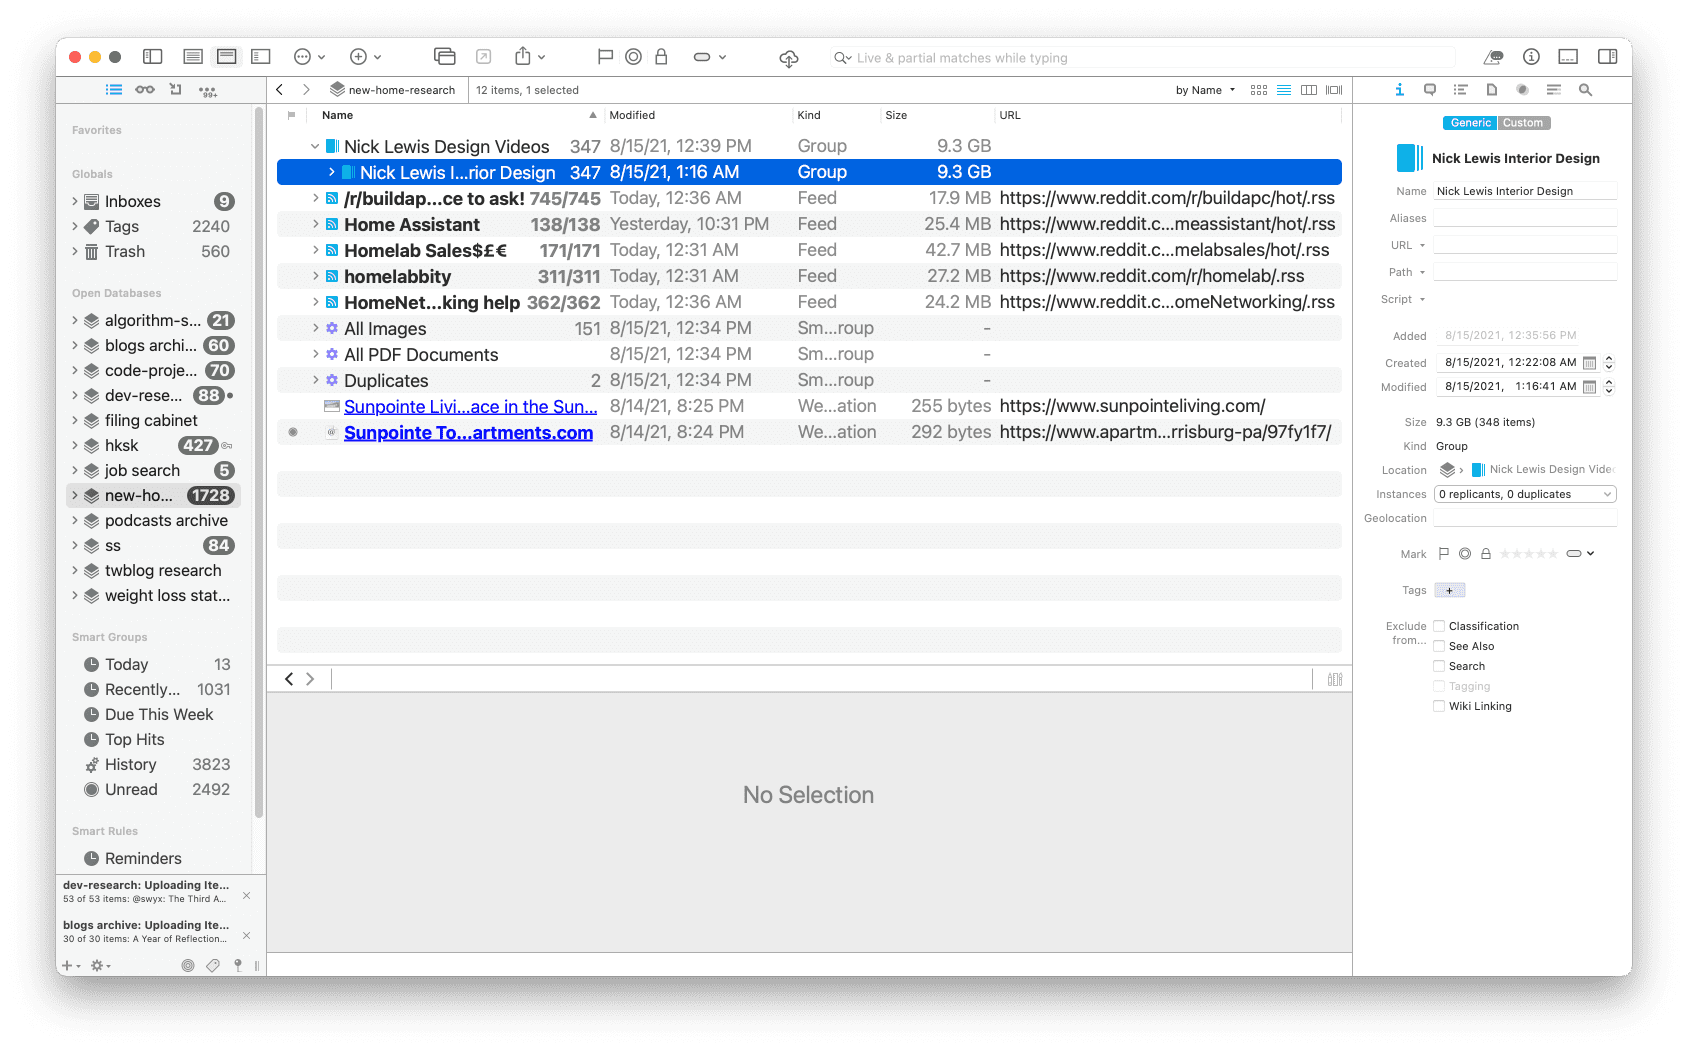 Live & partial matches while typing
99+
new-home-research
12 items, 1 selected
by Name
Favorites
Globals
Inboxes 9
Tags 2240
Trash 560
Open Databases
algorithm-s... 21
blogs archi... 60
code-proje... 70
dev-rese... 88
filing cabinet
hksk 427
job search 5
new-ho... 1728
podcasts archive
ss 84
twblog research
weight loss stat...
Smart Groups
Today 13
Recently... 1031
Due This Week
Top Hits
History 3823
Unread 2492
Smart Rules
Reminders
dev-research: Uploading Ite...
53 of 53 items: @swyx: The Third A...
blogs archive: Uploading Ite...
30 of 30 items: A Year of Reflection...
Name Modified Kind Size URL
Nick Lewis Design Videos 347 8/15/21, 12:39 PM Group 9.3 GB
Nick Lewis I...rior Design 347 8/15/21, 1:16 AM Group 9.3 GB
/r/buildap...ce to ask! 745/745 Today, 12:36 AM Feed 17.9 MB https://www.reddit.com/r/buildapc/hot/.rss
Home Assistant 138/138 Yesterday, 10:31 PM Feed 25.4 MB https://www.reddit.c...meassistant/hot/.rss
Homelab Sales$£€ 171/171 Today, 12:31 AM Feed 42.7 MB https://www.reddit.c...melabsales/hot/.rss
homelabbity 311/311 Today, 12:31 AM Feed 27.2 MB https://www.reddit.com/r/homelab/.rss
HomeNet...king help 362/362 Today, 12:36 AM Feed 24.2 MB https://www.reddit.c...omeNetworking/.rss
All Images 151 8/15/21, 12:34 PM Sm...roup -
All PDF Documents 8/15/21, 12:34 PM Sm...roup -
Duplicates 2 8/15/21, 12:34 PM Sm...roup -
Sunpointe Livi...ace in the Sun... 8/14/21, 8:25 PM We...ation 255 bytes https://www.sunpointeliving.com/
Sunpointe To...artments.com 8/14/21, 8:24 PM We...ation 292 bytes https://www.apartm...rrisburg-pa/97fy1f7/
No Selection
Generic Custom
Nick Lewis Interior Design
Name Nick Lewis Interior Design
Aliases
URL
Path
Script
Added 8/15/2021, 12:35:56 PM
Created 8/15/2021, 12:22:08 AM
Modified 8/15/2021, 1:16:41 AM
Size 9.3 GB (348 items)
Kind Group
Location Nick Lewis Design Vide
Instances 0 replicants, 0 duplicates
Geolocation
Mark
Tags +
Exclude from... Classification
See Also
Search
Tagging
Wiki Linking